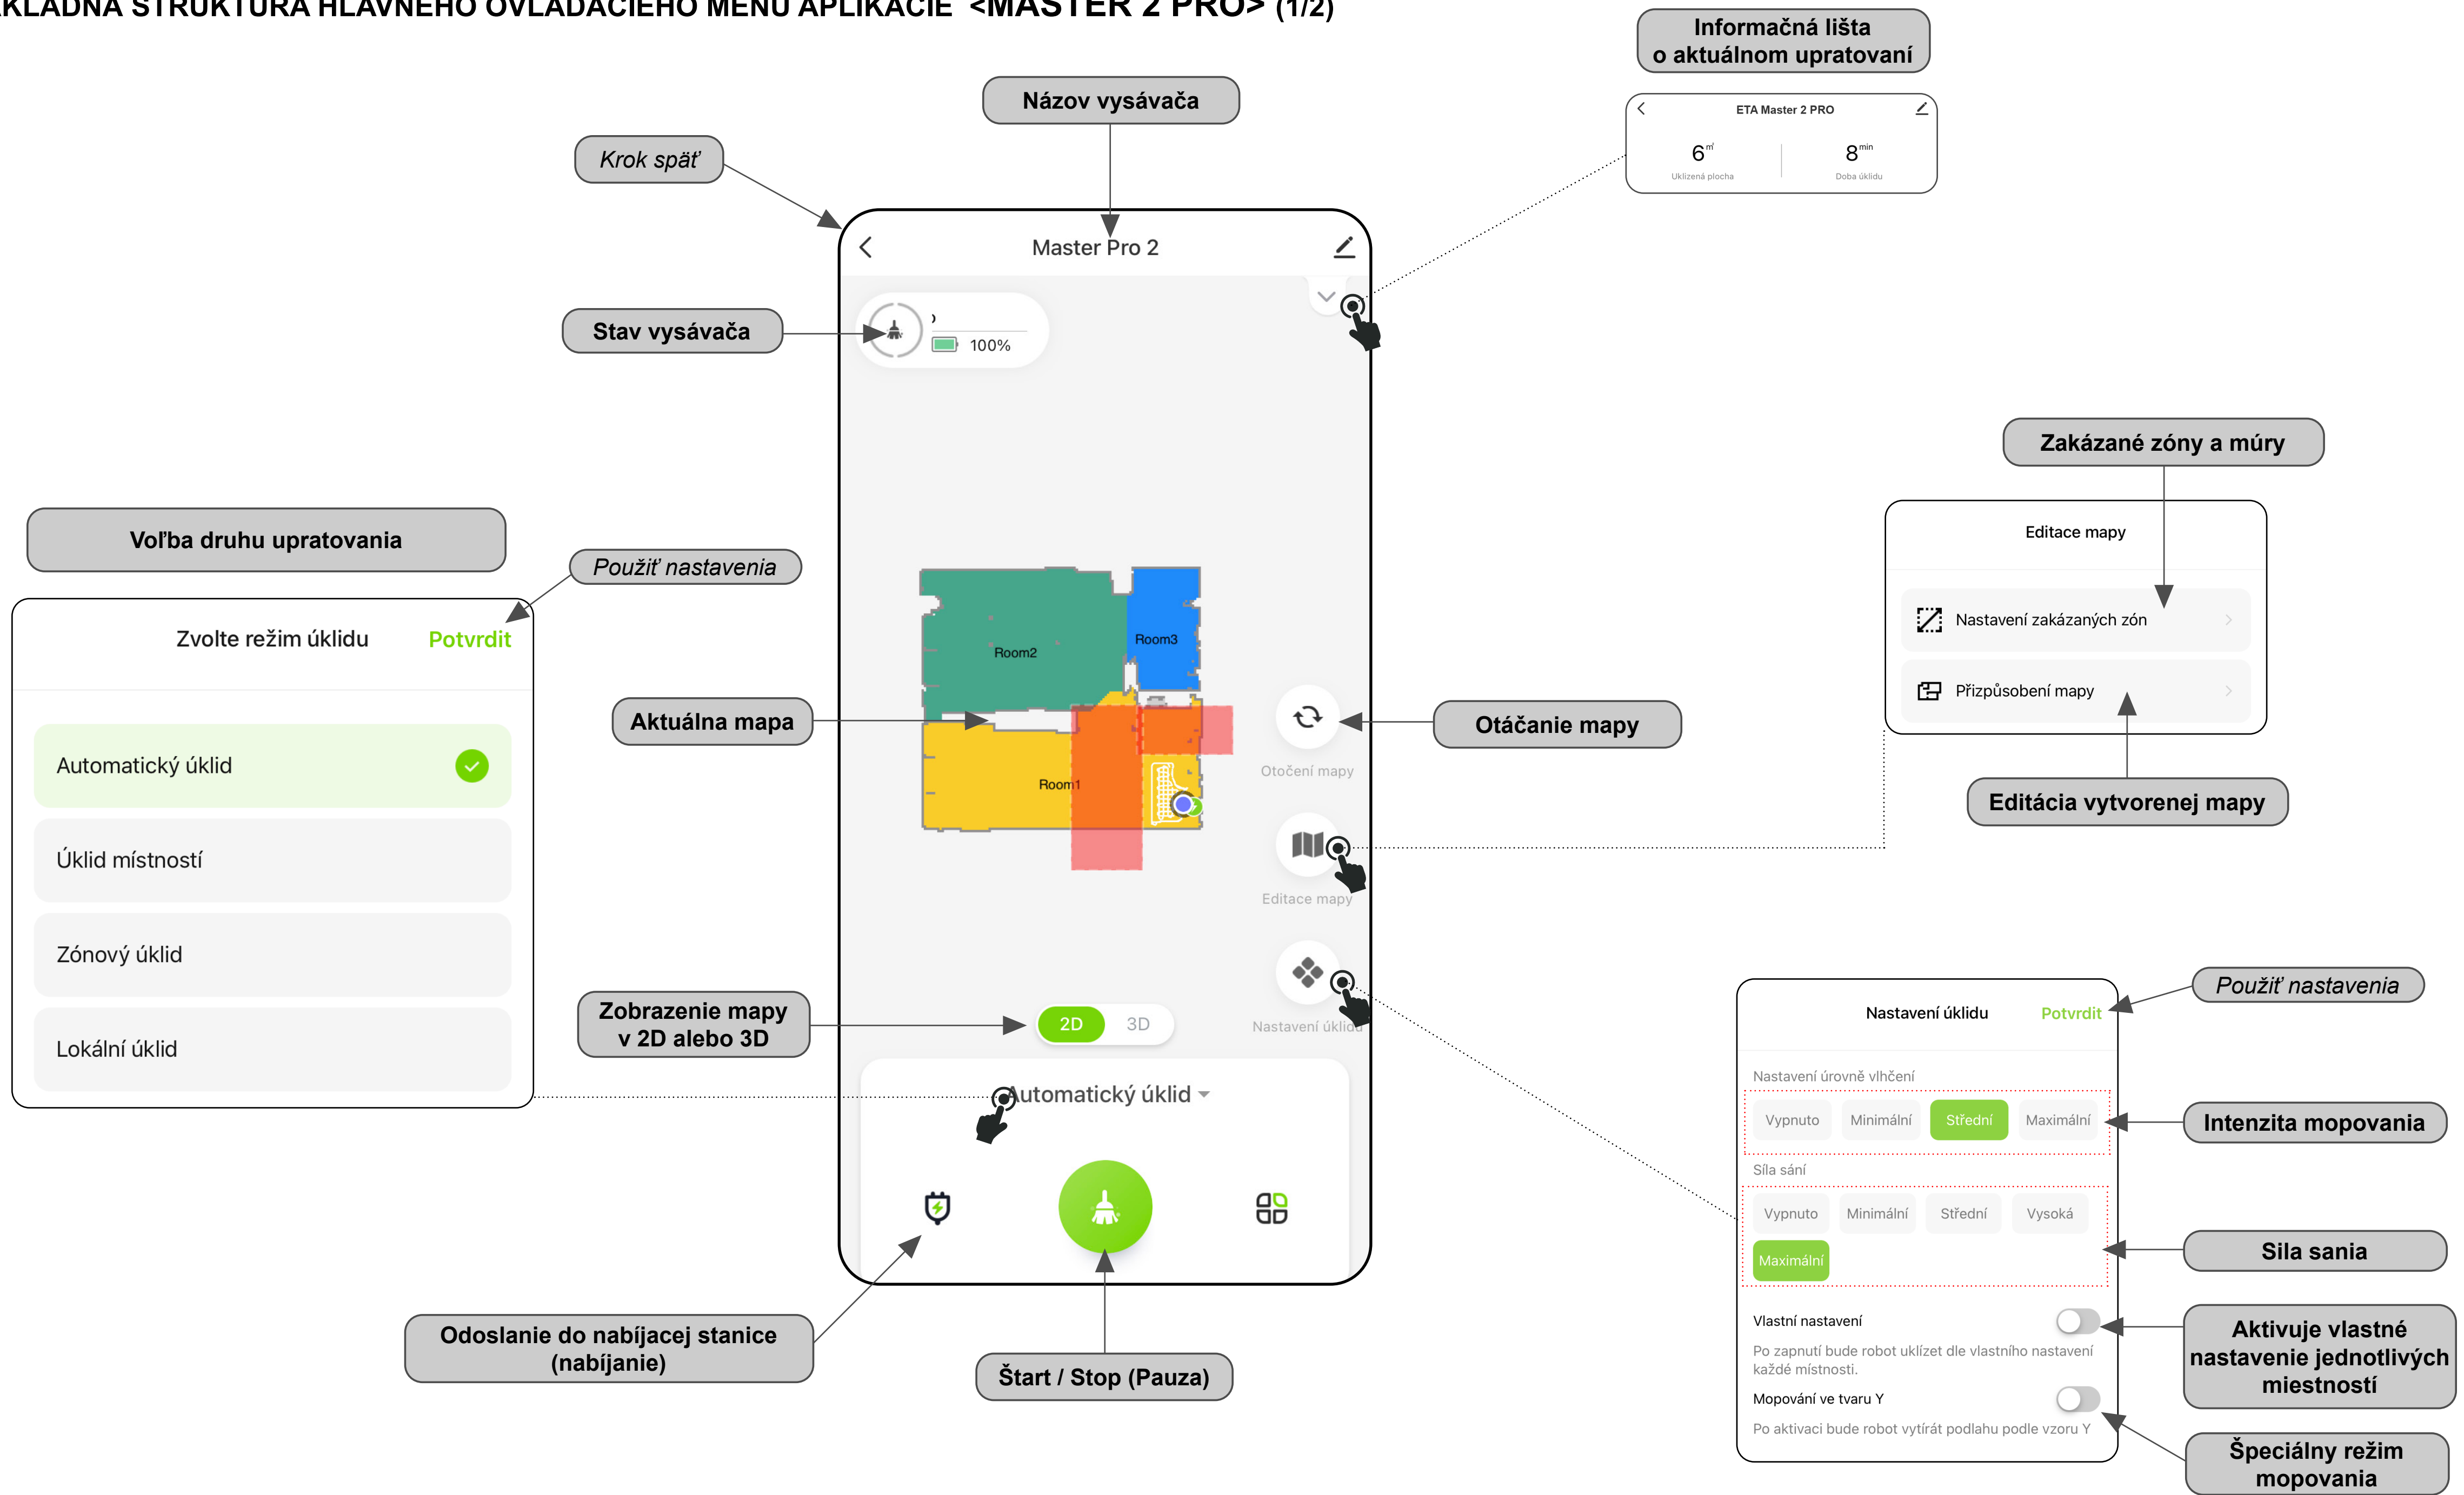 KLADNÁ ŠTRUKTÚRA HLAVNÉHO OVLÁDACIEHO MENU APLIKÁCIE <MASTER 2 PRO> (1/2)
Informačná lišta
o aktuálnom upratovaní
ETA Master 2 PRO
6 ㎡
8 min
Uklizená plocha
Doba úklidu
Názov vysávača
Krok späť
Master Pro 2
Stav vysávača
100%
Zakázané zóny a múry
Editace mapy
Nastavení zakázaných zón
Přizpůsobení mapy
Editácia vytvorenej mapy
Voľba druhu upratovania
Použiť nastavenia
Zvolte režim úklidu
Potvrdit
Automatický úklid
Úklid místností
Zónový úklid
Lokální úklid
Room2
Room3
Room1
Aktuálna mapa
Otáčanie mapy
Otočení mapy
Editace mapy
Nastavení úklidu
Zobrazenie mapy
v 2D alebo 3D
2D
3D
Automatický úklid
Odoslanie do nabíjacej stanice
(nabíjanie)
Štart / Stop (Pauza)
Použiť nastavenia
Nastavení úklidu
Potvrdit
Nastavení úrovně vlhčení
Vypnuto
Minimální
Střední
Maximální
Intenzita mopovania
Síla sání
Vypnuto
Minimální
Střední
Vysoká
Maximální
Sila sania
Vlastní nastavení
Po zapnutí bude robot uklízet dle vlastního nastavení
každé místnosti.
Aktivuje vlastné
nastavenie jednotlivých
miestností
Mopování ve tvaru Y
Po aktivaci bude robot vytírát podlahu podle vzoru Y
Špeciálny režim
mopovania